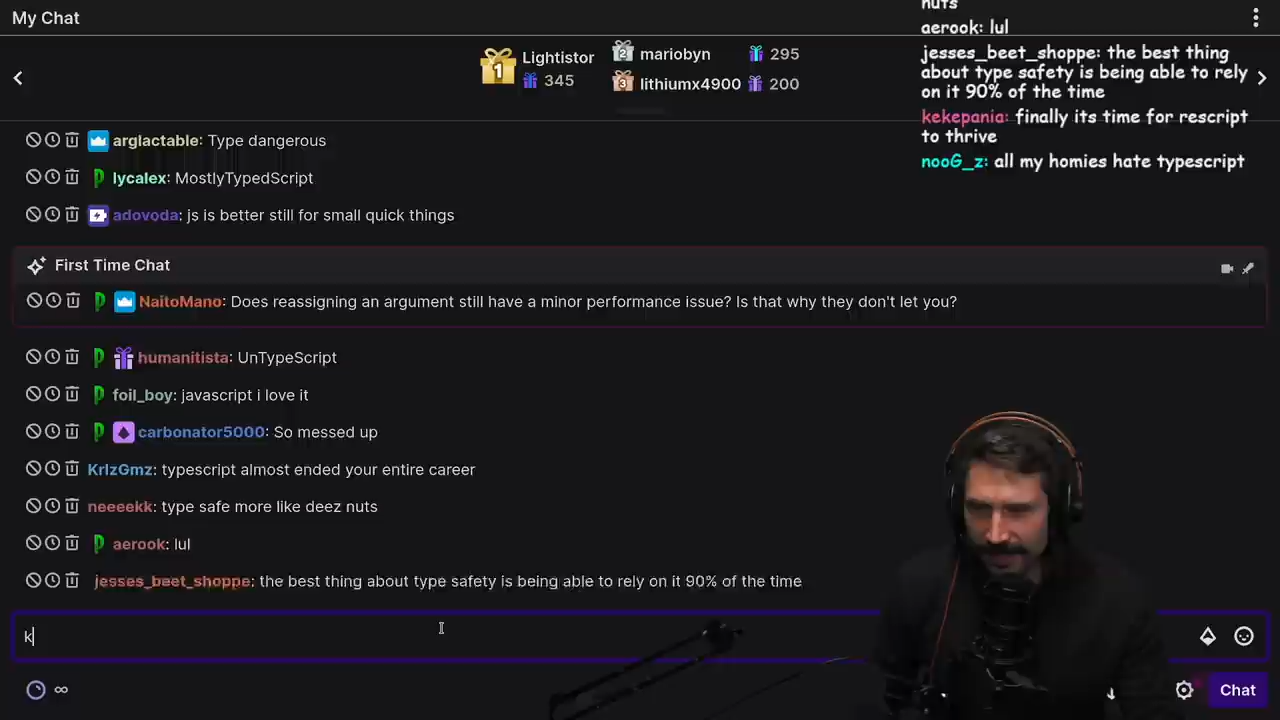 My Chat
nuts
aerook: lul
jesses_beet_shoppe: the best thing
about type safety is being able to rely
on it 90% of the time
kekepania: finally its time for rescript
to thrive
nooG_z: all my homies hate typescript
1
Lightistor
345
2
mariobyn
295
3
lithiumx4900
200
arglactable: Type dangerous
lycalex: MostlyTypedScript
adovoda: js is better still for small quick things
First Time Chat
NaitoMano: Does reassigning an argument still have a minor performance issue? Is that why they don't let you?
humanitista: UnTypeScript
foil_boy: javascript i love it
carbonator5000: So messed up
KrIzGmz: typescript almost ended your entire career
neeeekk: type safe more like deez nuts
aerook: lul
jesses_beet_shoppe: the best thing about type safety is being able to rely on it 90% of the time
k
∞
Chat